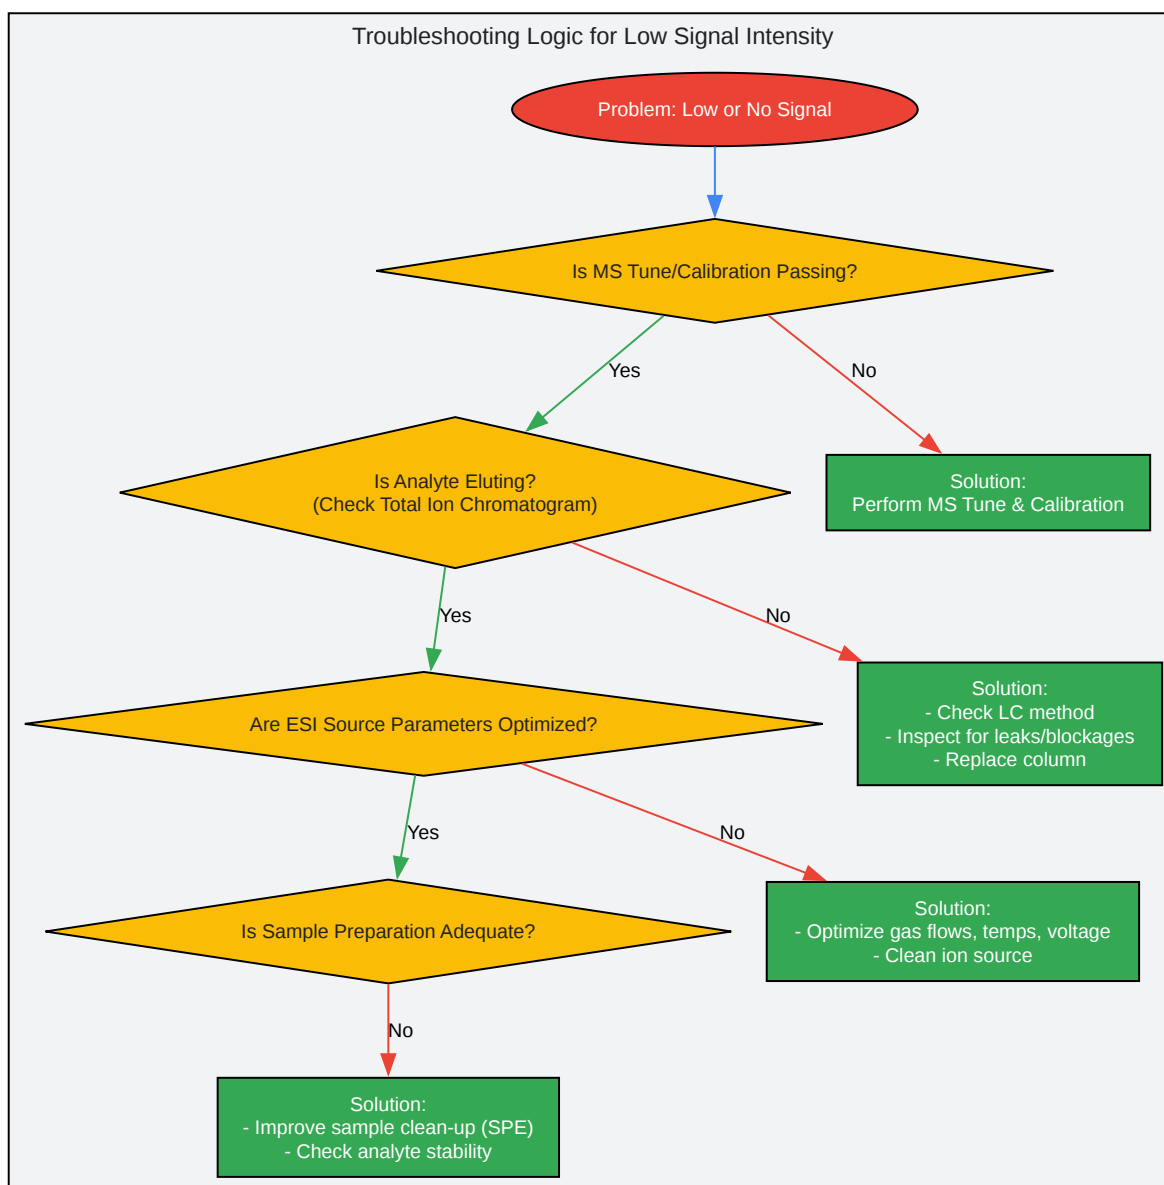 Troubleshooting Logic for Low Signal Intensity
Problem: Low or No Signal
Is MS Tune/Calibration Passing?
Yes
No
Is Analyte Eluting?
(Check Total Ion Chromatogram)
Solution:
Perform MS Tune & Calibration
Yes
No
Are ESI Source Parameters Optimized?
Solution:
- Check LC method
- Inspect for leaks/blockages
- Replace column
Yes
No
Is Sample Preparation Adequate?
Solution:
- Optimize gas flows, temps, voltage
- Clean ion source
No
Solution:
- Improve sample clean-up (SPE)
- Check analyte stability